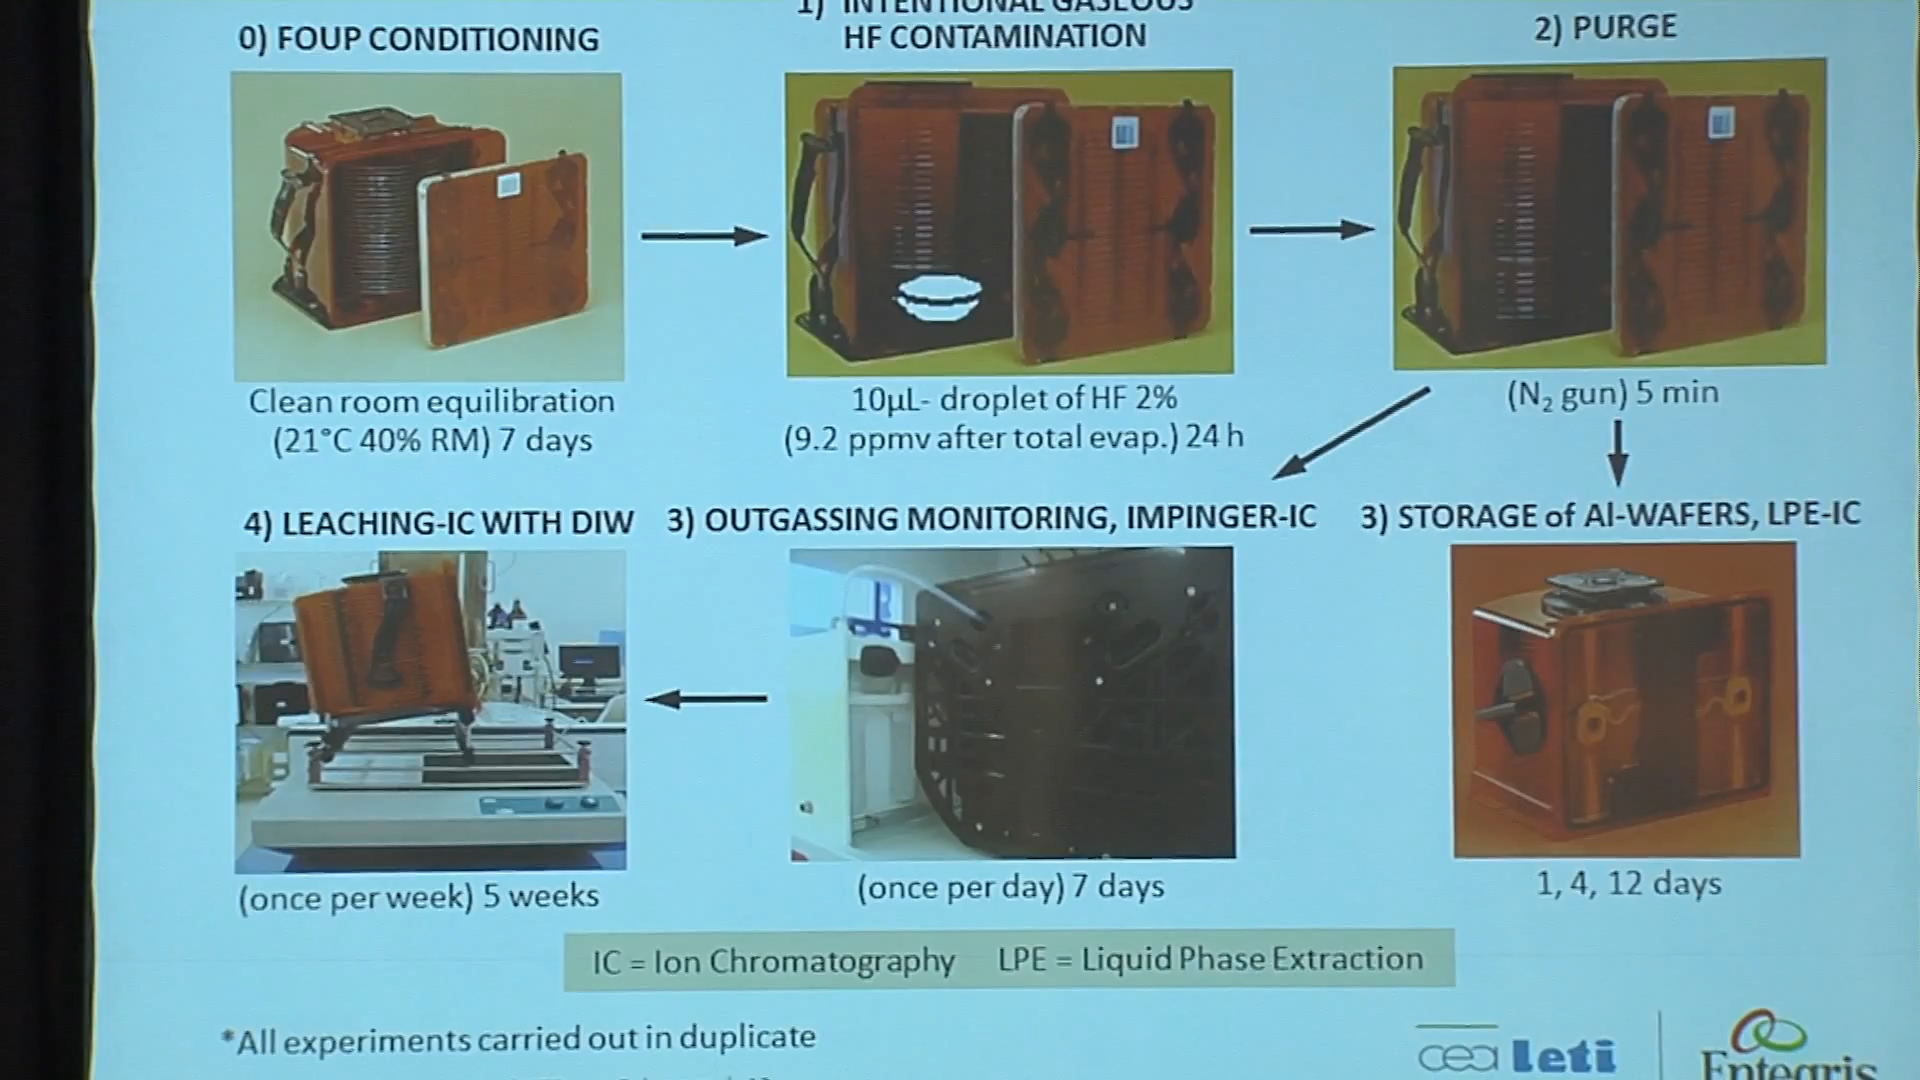 0) FOUP CONDITIONING
1) INTENTIONAL GASEOUS
HF CONTAMINATION
2) PURGE
Clean room equilibration
(21°C 40% RM) 7 days
10µL- droplet of HF 2%
(9.2 ppmv after total evap.) 24 h
(N₂ gun) 5 min
4) LEACHING-IC WITH DIW
3) OUTGASSING MONITORING, IMPINGER-IC
3) STORAGE of Al-WAFERS, LPE-IC
(once per week) 5 weeks
(once per day) 7 days
1, 4, 12 days
IC = Ion Chromatography LPE = Liquid Phase Extraction
*All experiments carried out in duplicate
cea leti
Entegris